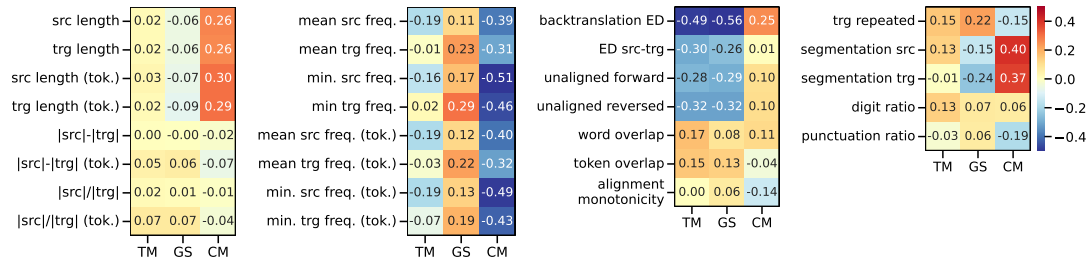 src length 0.02 -0.06 0.26
trg length 0.02 -0.06 0.26
src length (tok.) 0.03 -0.07 0.30
trg length (tok.) 0.02 -0.09 0.29
|src|-|trg| 0.00 -0.00 -0.02
|src|-|trg| (tok.) 0.05 0.06 -0.07
|src|/|trg| 0.02 0.01 -0.01
|src|/|trg| (tok.) 0.07 0.07 -0.04
TM GS CM
mean src freq. -0.19 0.11 -0.39
mean trg freq. -0.01 0.23 -0.31
min. src freq. -0.16 0.17 -0.51
min trg freq. 0.02 0.29 -0.46
mean src freq. (tok.) -0.19 0.12 -0.40
mean trg freq. (tok.) -0.03 0.22 -0.32
min. src freq. (tok.) -0.19 0.13 -0.49
min. trg freq. (tok.) -0.07 0.19 -0.43
TM GS CM
backtranslation ED -0.49 -0.56 0.25
ED src-trg -0.30 -0.26 0.01
unaligned forward -0.28 -0.29 0.10
unaligned reversed -0.32 -0.32 0.10
word overlap 0.17 0.08 0.11
token overlap 0.15 0.13 -0.04
alignment
monotonicity 0.00 0.06 -0.14
TM GS CM
trg repeated 0.15 0.22 -0.15
segmentation src 0.13 -0.15 0.40
segmentation trg -0.01 -0.24 0.37
digit ratio 0.13 0.07 0.06
punctuation ratio -0.03 0.06 -0.19
TM GS CM
0.4
0.2
0.0
−0.2
−0.4